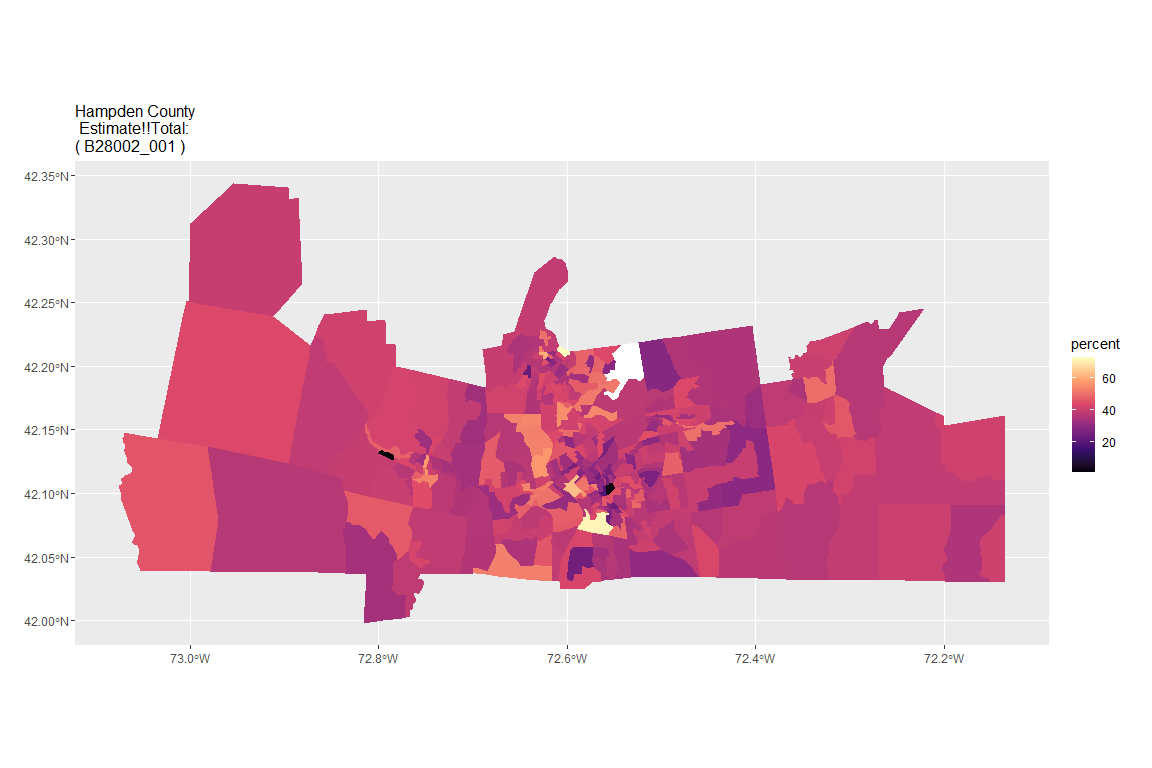 Hampden County
Estimate!!Total:
( B28002_001 )
42.35°N
42.30°N
42.25°N
42.20°N
42.15°N
42.10°N
42.05°N
42.00°N
73.0°W 72.8°W 72.6°W 72.4°W 72.2°W
percent
60
40
20